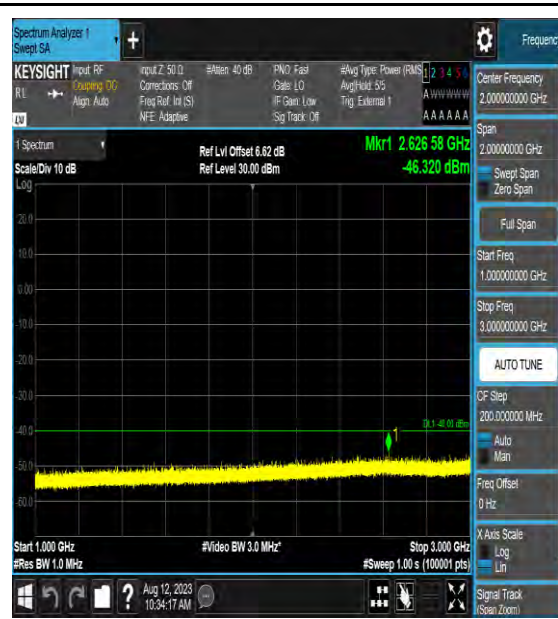 Spectrum Analyzer 1
Swept SA
Frequenc
KEYSIGHT
Input: RF
Input Z: 50 Ω
#Atten: 40 dB
PNO: Fast
#Avg Type: Power (RMS
1 2 3 4 5 6
RL
Coupling: DC
Corrections: Off
Gate: LO
Avg|Hold: 5/5
Align: Auto
Freq Ref: Int (S)
IF Gain: Low
Trig: External 1
A W W W W W
NFE: Adaptive
Sig Track: Off
A A A A A A
1 Spectrum
Scale/Div 10 dB
Ref Lvl Offset 6.62 dB
Ref Level 30.00 dBm
Mkr1 2.626 58 GHz
-46.320 dBm
Log
20.0
10.0
0.00
-10.0
-20.0
-30.0
-40.0
-50.0
-60.0
DL1 -40.00 dBm
1
Start 1.000 GHz
#Video BW 3.0 MHz*
Stop 3.000 GHz
#Res BW 1.0 MHz
#Sweep 1.00 s (100001 pts)
Aug 12, 2023
10:34:17 AM
Center Frequency
2.000000000 GHz
Span
2.00000000 GHz
Swept Span
Zero Span
Full Span
Start Freq
1.000000000 GHz
Stop Freq
3.000000000 GHz
AUTO TUNE
CF Step
200.000000 MHz
Auto
Man
Freq Offset
0 Hz
X Axis Scale
Log
Lin
Signal Track
(Span Zoom)